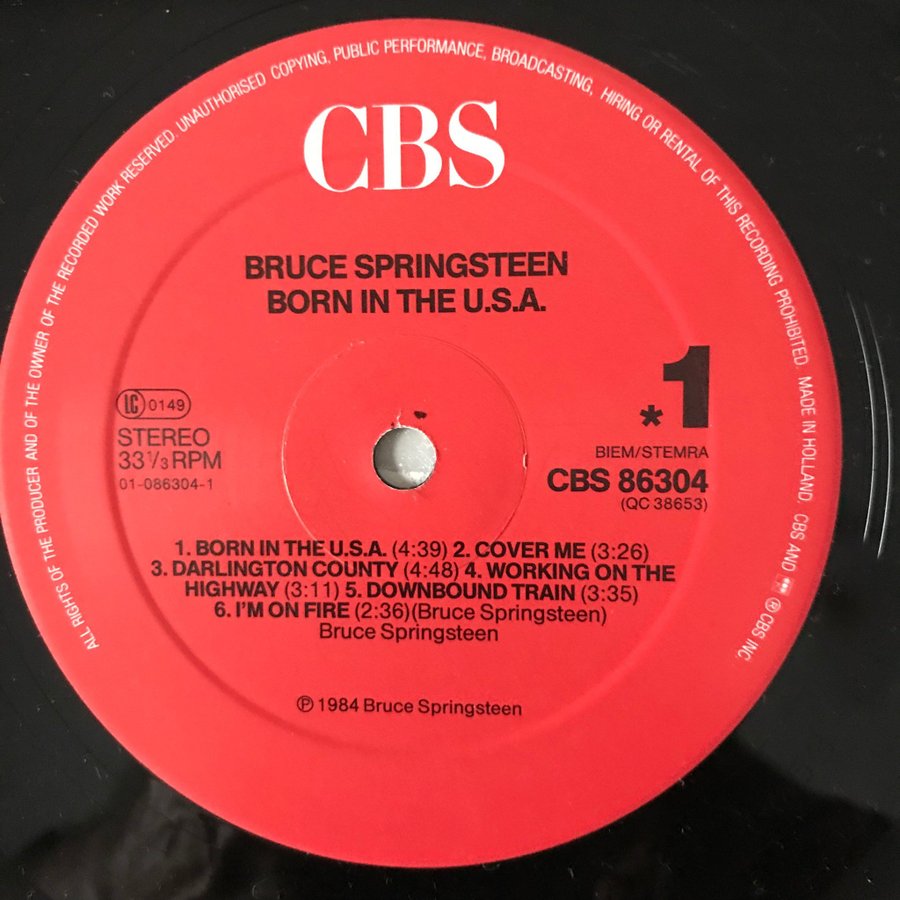 ALL RIGHTS OF THE PRODUCER AND OF THE OWNER OF THE RECORDED WORK RESERVED. UNAUTHORISED COPYING, PUBLIC PERFORMANCE, BROADCASTING, HIRING OR RENTAL OF THIS RECORDING PROHIBITED. MADE IN HOLLAND. CBS AND ® CBS INC.
CBS
BRUCE SPRINGSTEEN
BORN IN THE U.S.A.
LC 0149
STEREO
33 1/3 RPM
01-086304-1
*1
BIEM/STEMRA
CBS 86304
(QC 38653)
1. BORN IN THE U.S.A. (4:39) 2. COVER ME (3:26)
3. DARLINGTON COUNTY (4:48) 4. WORKING ON THE
HIGHWAY (3:11) 5. DOWNBOUND TRAIN (3:35)
6. I'M ON FIRE (2:36)(Bruce Springsteen)
Bruce Springsteen
℗ 1984 Bruce Springsteen